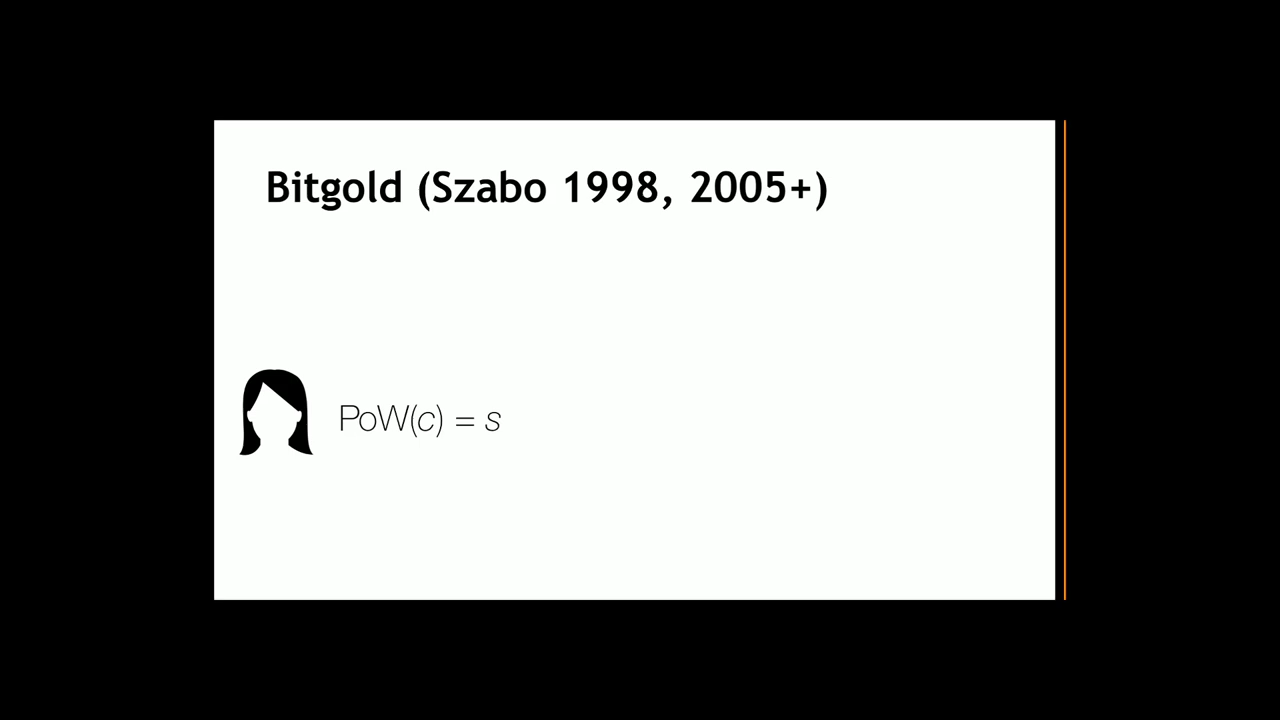 Bitgold (Szabo 1998, 2005+)
PoW(c) = s